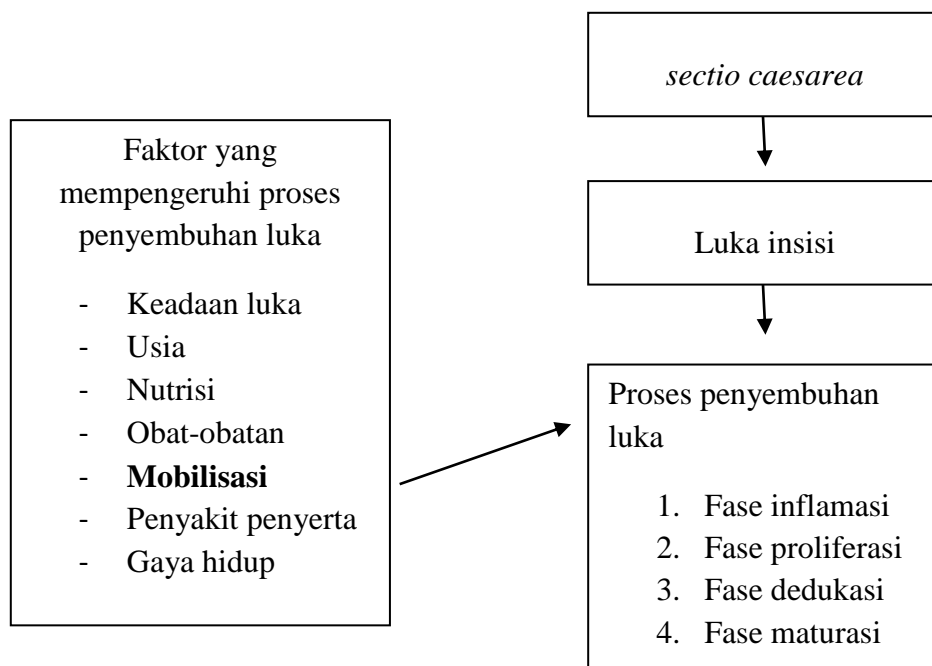 sectio caesarea
Luka insisi
Faktor yang
mempengeruhi proses
penyembuhan luka
- Keadaan luka
- Usia
- Nutrisi
- Obat-obatan
- Mobilisasi
- Penyakit penyerta
- Gaya hidup
Proses penyembuhan
luka
1. Fase inflamasi
2. Fase proliferasi
3. Fase dedukasi
4. Fase maturasi